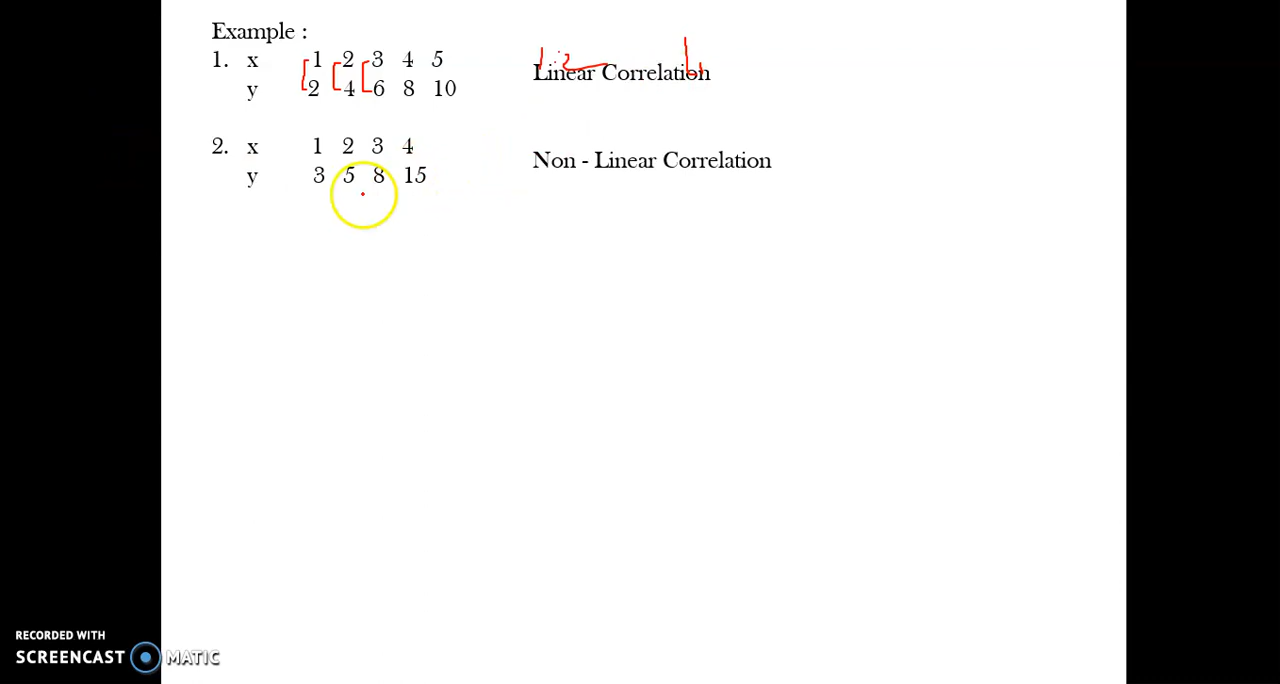 Example :
1. x 1 2 3 4 5
Linear Correlation
y 2 4 6 8 10
2. x 1 2 3 4
Non - Linear Correlation
y 3 5 8 15
RECORDED WITH
SCREENCAST MATIC